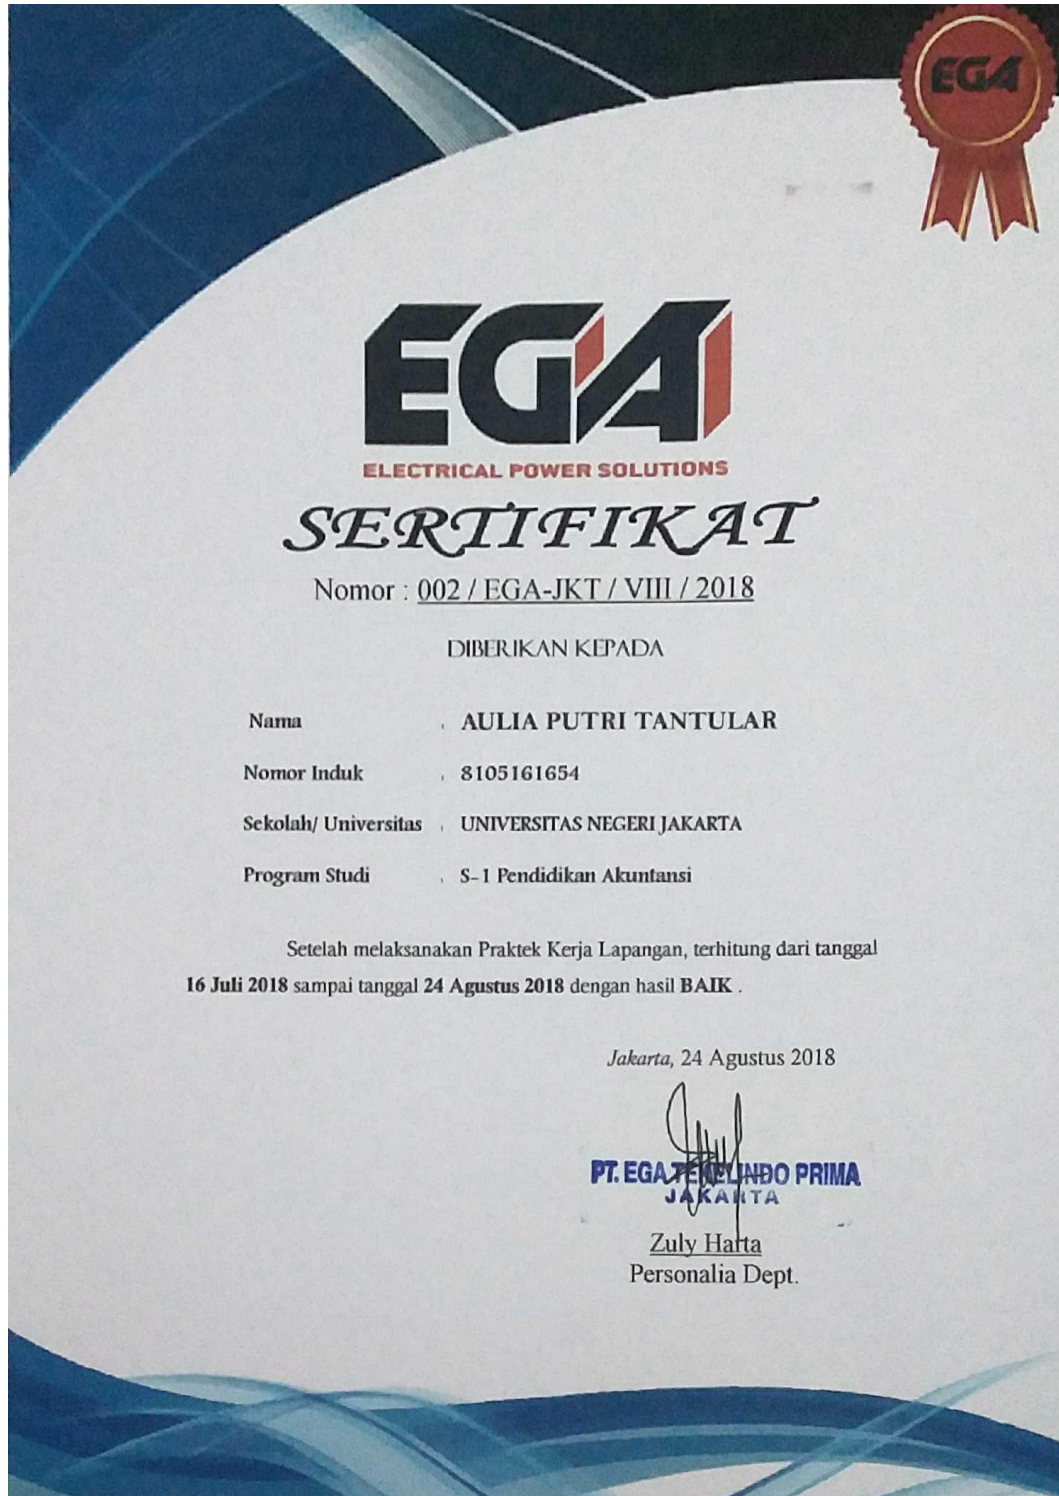 EGA
EGA
ELECTRICAL POWER SOLUTIONS
SERTIFIKAT
Nomor : 002 / EGA-JKT / VIII / 2018
DIBERIKAN KEPADA
Nama : AULIA PUTRI TANTULAR
Nomor Induk : 8105161654
Sekolah/ Universitas : UNIVERSITAS NEGERI JAKARTA
Program Studi : S-1 Pendidikan Akuntansi
Setelah melaksanakan Praktek Kerja Lapangan, terhitung dari tanggal
16 Juli 2018 sampai tanggal 24 Agustus 2018 dengan hasil BAIK .
Jakarta, 24 Agustus 2018
PT. EGA TEKELINDO PRIMA
JAKARTA
Zuly Harta
Personalia Dept.